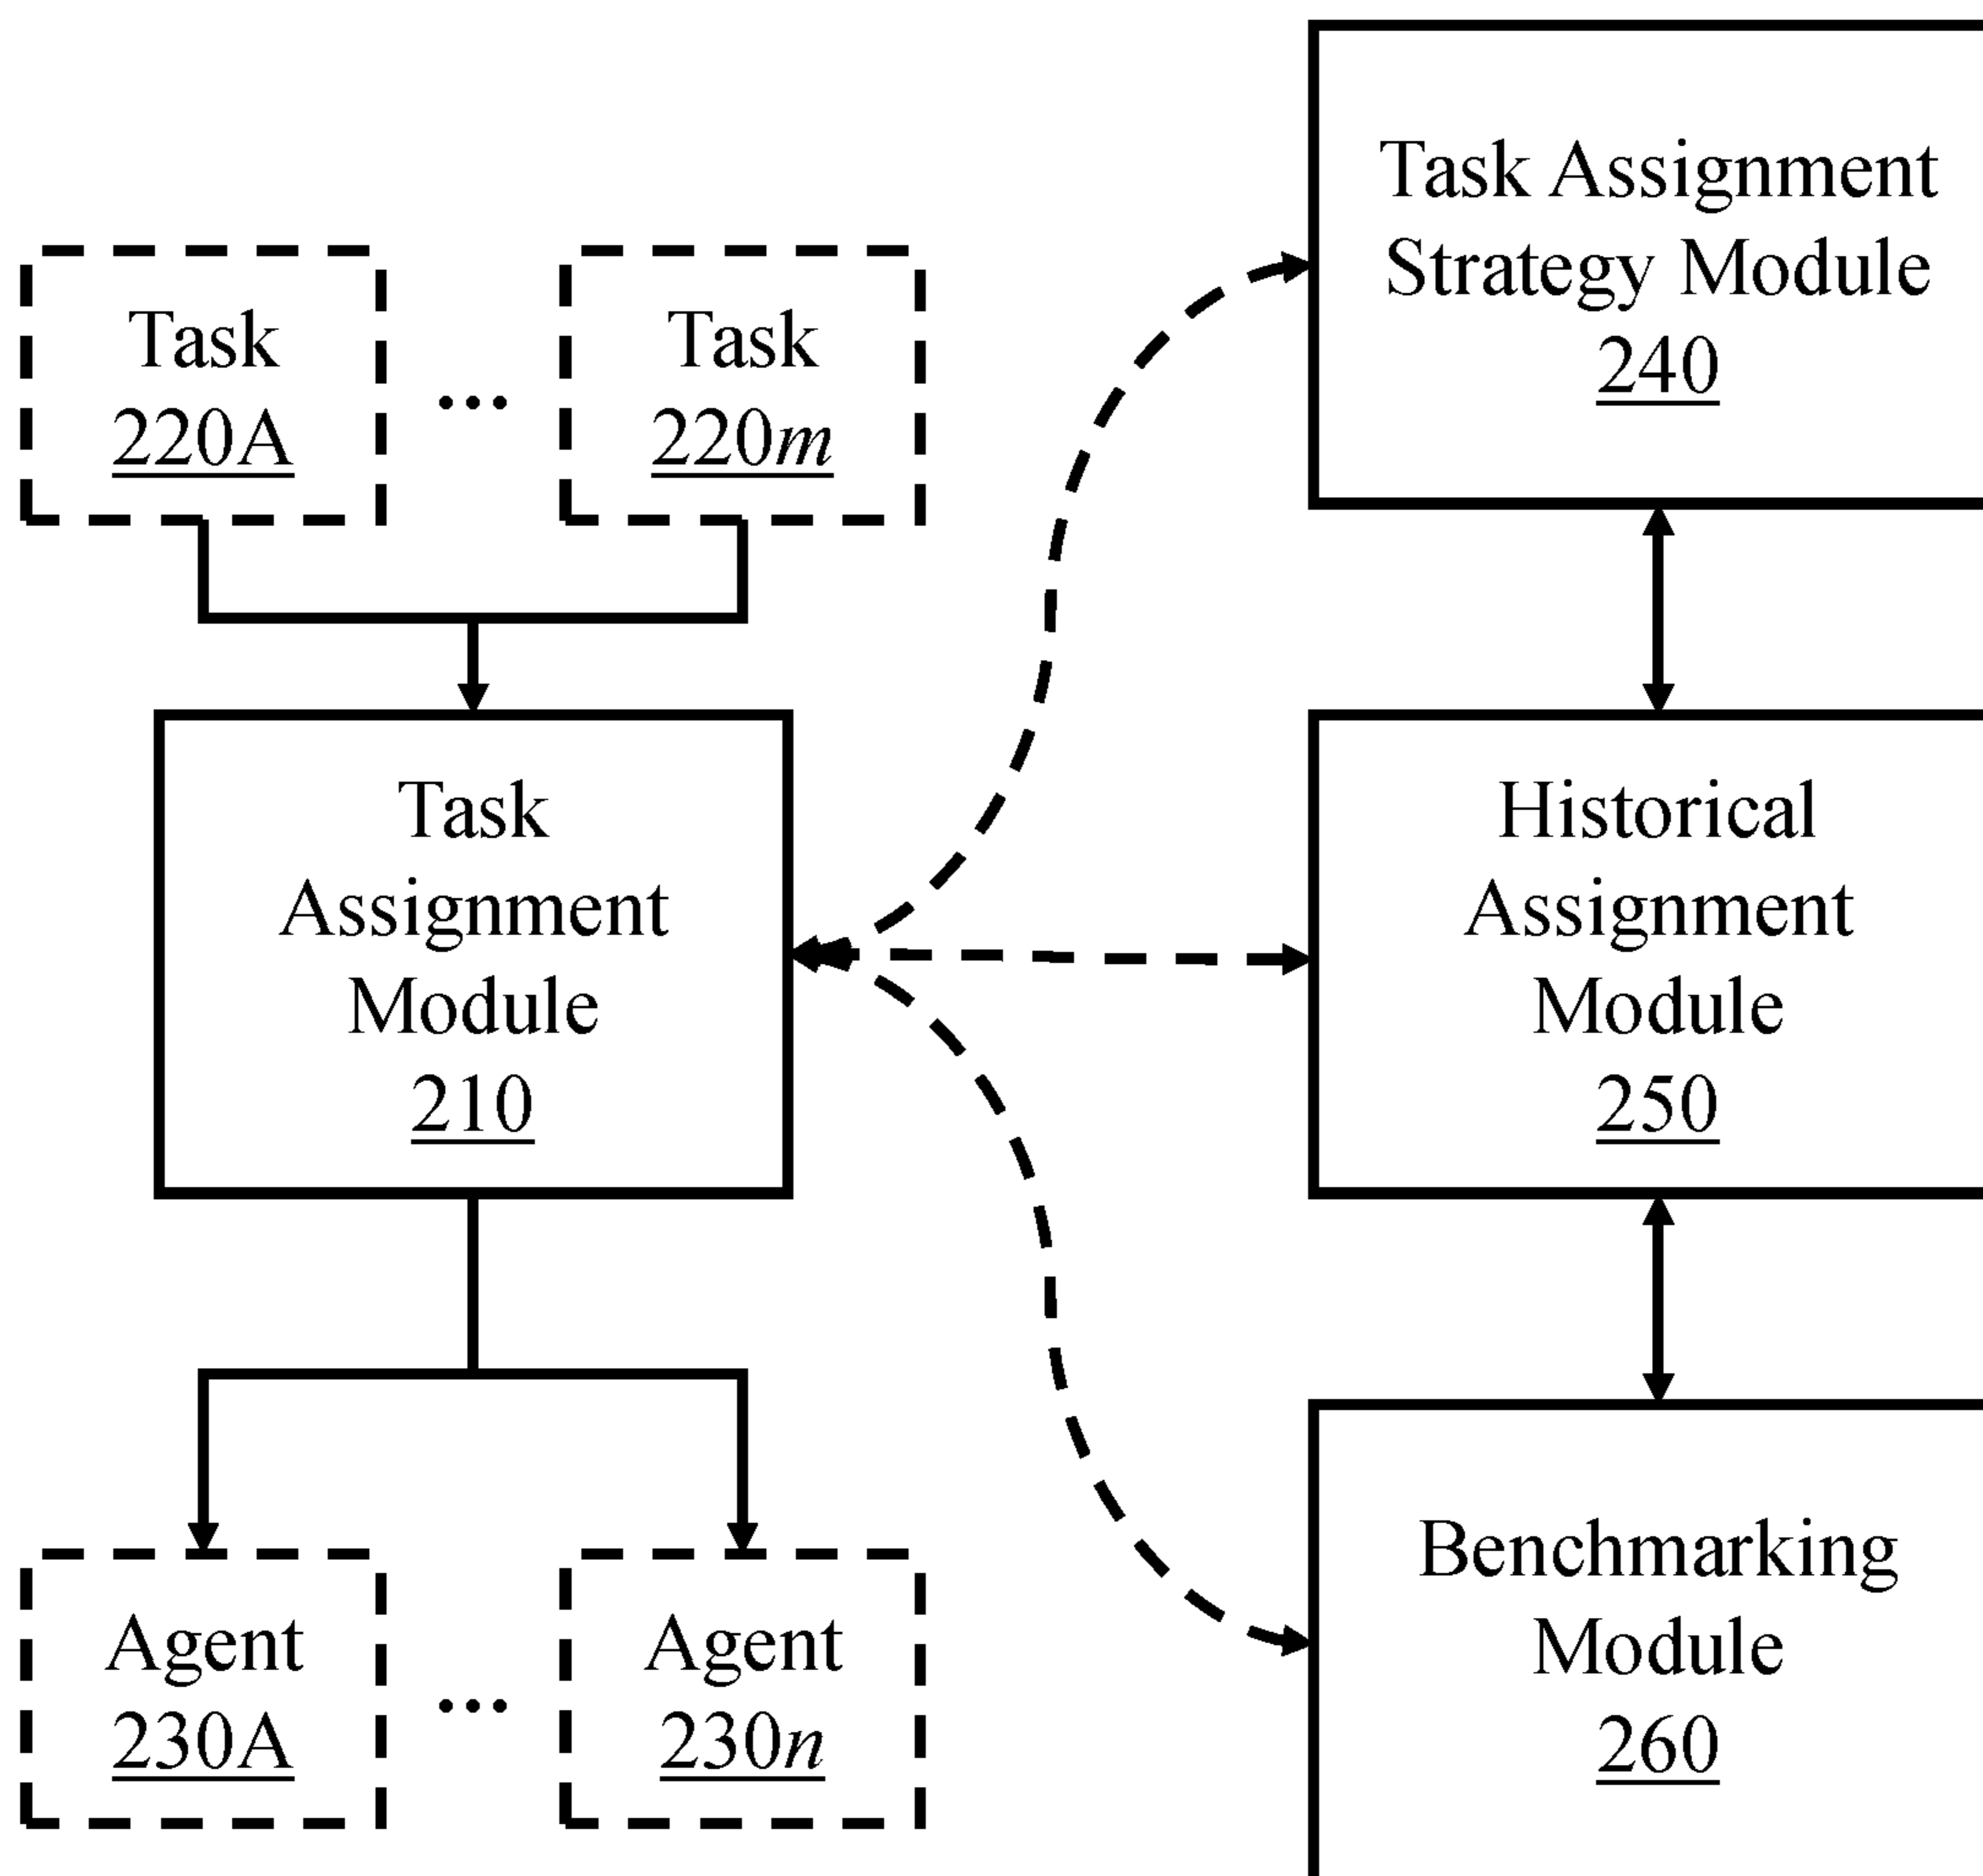 Task
220A
...
Task
220m
Task Assignment
Strategy Module
240
Task
Assignment
Module
210
Historical
Assignment
Module
250
Agent
230A
...
Agent
230n
Benchmarking
Module
260